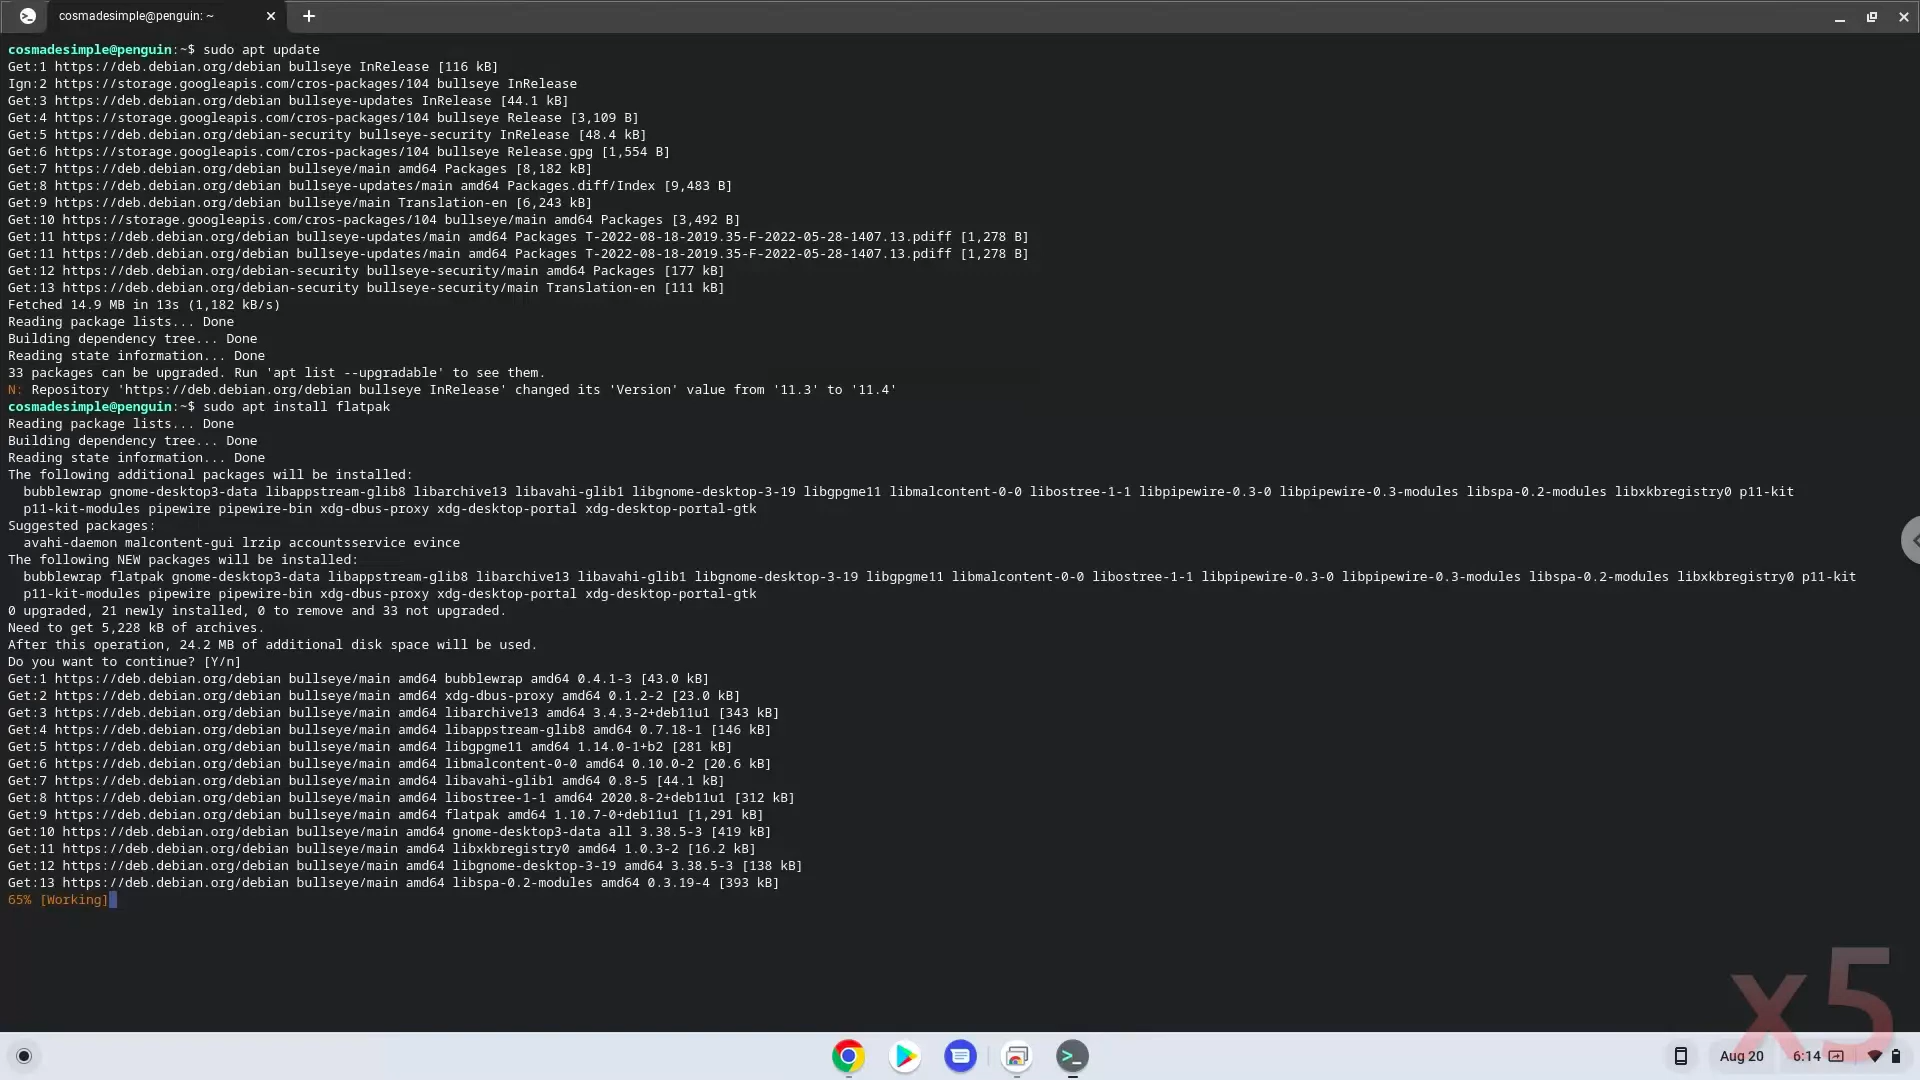 cosmadesimple@penguin: ~
cosmadesimple@penguin:~$ sudo apt update
Get:1 https://deb.debian.org/debian bullseye InRelease [116 kB]
Ign:2 https://storage.googleapis.com/cros-packages/104 bullseye InRelease
Get:3 https://deb.debian.org/debian bullseye-updates InRelease [44.1 kB]
Get:4 https://storage.googleapis.com/cros-packages/104 bullseye Release [3,109 B]
Get:5 https://deb.debian.org/debian-security bullseye-security InRelease [48.4 kB]
Get:6 https://storage.googleapis.com/cros-packages/104 bullseye Release.gpg [1,554 B]
Get:7 https://deb.debian.org/debian bullseye/main amd64 Packages [8,182 kB]
Get:8 https://deb.debian.org/debian bullseye-updates/main amd64 Packages.diff/Index [9,483 B]
Get:9 https://deb.debian.org/debian bullseye/main Translation-en [6,243 kB]
Get:10 https://storage.googleapis.com/cros-packages/104 bullseye/main amd64 Packages [3,492 B]
Get:11 https://deb.debian.org/debian bullseye-updates/main amd64 Packages T-2022-08-18-2019.35-F-2022-05-28-1407.13.pdiff [1,278 B]
Get:11 https://deb.debian.org/debian bullseye-updates/main amd64 Packages T-2022-08-18-2019.35-F-2022-05-28-1407.13.pdiff [1,278 B]
Get:12 https://deb.debian.org/debian-security bullseye-security/main amd64 Packages [177 kB]
Get:13 https://deb.debian.org/debian-security bullseye-security/main Translation-en [111 kB]
Fetched 14.9 MB in 13s (1,182 kB/s)
Reading package lists... Done
Building dependency tree... Done
Reading state information... Done
33 packages can be upgraded. Run 'apt list --upgradable' to see them.
N: Repository 'https://deb.debian.org/debian bullseye InRelease' changed its 'Version' value from '11.3' to '11.4'
cosmadesimple@penguin:~$ sudo apt install flatpak
Reading package lists... Done
Building dependency tree... Done
Reading state information... Done
The following additional packages will be installed:
bubblewrap gnome-desktop3-data libappstream-glib8 libarchive13 libavahi-glib1 libgnome-desktop-3-19 libgpgme11 libmalcontent-0-0 libostree-1-1 libpipewire-0.3-0 libpipewire-0.3-modules libspa-0.2-modules libxkbregistry0 p11-kit
p11-kit-modules pipewire pipewire-bin xdg-dbus-proxy xdg-desktop-portal xdg-desktop-portal-gtk
Suggested packages:
avahi-daemon malcontent-gui lrzip accountsservice evince
The following NEW packages will be installed:
bubblewrap flatpak gnome-desktop3-data libappstream-glib8 libarchive13 libavahi-glib1 libgnome-desktop-3-19 libgpgme11 libmalcontent-0-0 libostree-1-1 libpipewire-0.3-0 libpipewire-0.3-modules libspa-0.2-modules libxkbregistry0 p11-kit
p11-kit-modules pipewire pipewire-bin xdg-dbus-proxy xdg-desktop-portal xdg-desktop-portal-gtk
0 upgraded, 21 newly installed, 0 to remove and 33 not upgraded.
Need to get 5,228 kB of archives.
After this operation, 24.2 MB of additional disk space will be used.
Do you want to continue? [Y/n]
Get:1 https://deb.debian.org/debian bullseye/main amd64 bubblewrap amd64 0.4.1-3 [43.0 kB]
Get:2 https://deb.debian.org/debian bullseye/main amd64 xdg-dbus-proxy amd64 0.1.2-2 [23.0 kB]
Get:3 https://deb.debian.org/debian bullseye/main amd64 libarchive13 amd64 3.4.3-2+deb11u1 [343 kB]
Get:4 https://deb.debian.org/debian bullseye/main amd64 libappstream-glib8 amd64 0.7.18-1 [146 kB]
Get:5 https://deb.debian.org/debian bullseye/main amd64 libgpgme11 amd64 1.14.0-1+b2 [281 kB]
Get:6 https://deb.debian.org/debian bullseye/main amd64 libmalcontent-0-0 amd64 0.10.0-2 [20.6 kB]
Get:7 https://deb.debian.org/debian bullseye/main amd64 libavahi-glib1 amd64 0.8-5 [44.1 kB]
Get:8 https://deb.debian.org/debian bullseye/main amd64 libostree-1-1 amd64 2020.8-2+deb11u1 [312 kB]
Get:9 https://deb.debian.org/debian bullseye/main amd64 flatpak amd64 1.10.7-0+deb11u1 [1,291 kB]
Get:10 https://deb.debian.org/debian bullseye/main amd64 gnome-desktop3-data all 3.38.5-3 [419 kB]
Get:11 https://deb.debian.org/debian bullseye/main amd64 libxkbregistry0 amd64 1.0.3-2 [16.2 kB]
Get:12 https://deb.debian.org/debian bullseye/main amd64 libgnome-desktop-3-19 amd64 3.38.5-3 [138 kB]
Get:13 https://deb.debian.org/debian bullseye/main amd64 libspa-0.2-modules amd64 0.3.19-4 [393 kB]
65% [Working]
x5
Aug 20 6:14